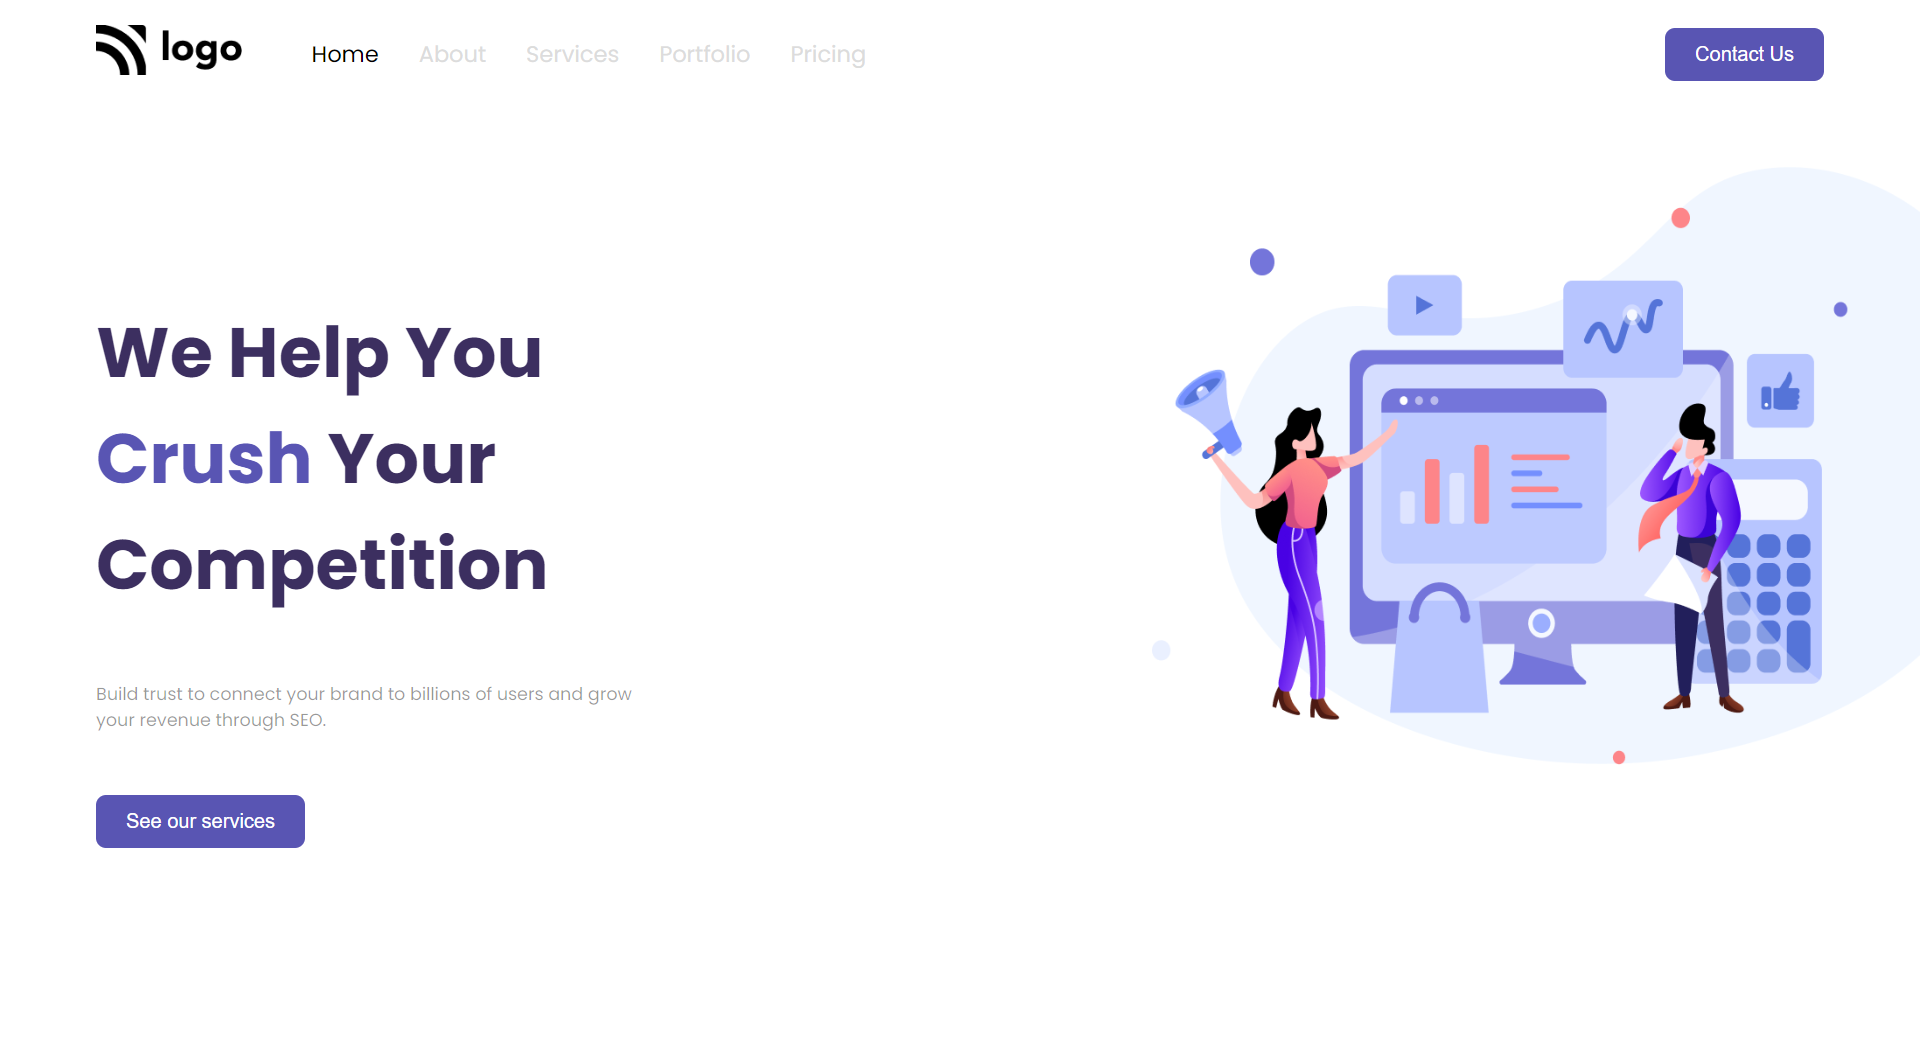 logo
Home About Services Portfolio Pricing
Contact Us
We Help You
Crush Your
Competition
Build trust to connect your brand to billions of users and grow
your revenue through SEO.
See our services